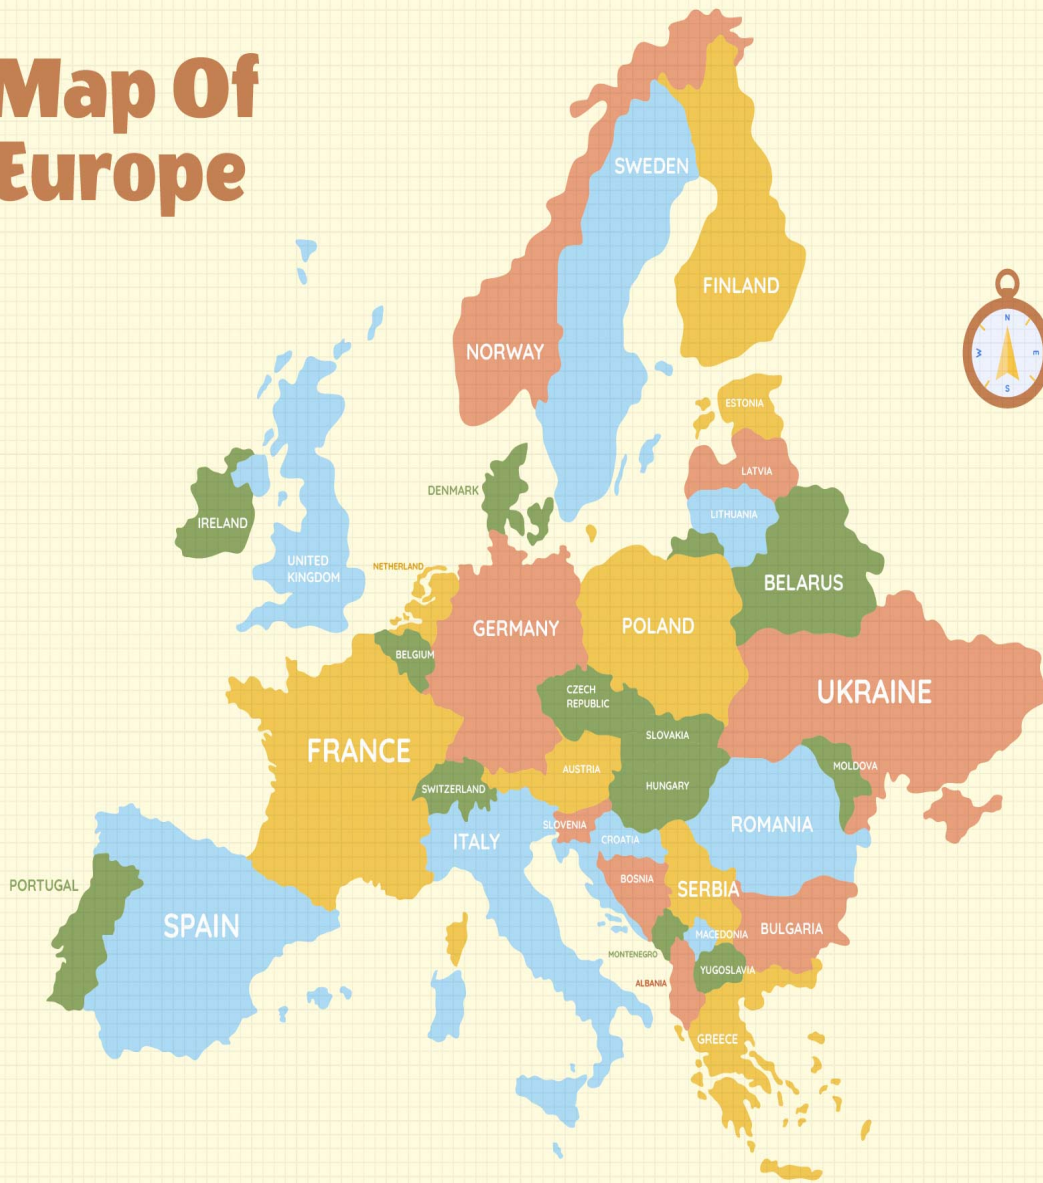 Map Of
Europe
SWEDEN
FINLAND
NORWAY
N
W
E
S
ESTONIA
LATVIA
DENMARK
LITHUANIA
IRELAND
UNITED
KINGDOM
NETHERLAND
BELARUS
GERMANY
POLAND
BELGIUM
CZECH
REPUBLIC
UKRAINE
SLOVAKIA
FRANCE
AUSTRIA
MOLDOVA
SWITZERLAND
HUNGARY
SLOVENIA
ROMANIA
ITALY
CROATIA
BOSNIA
PORTUGAL
SERBIA
SPAIN
MACEDONIA
BULGARIA
MONTENEGRO
YUGOSLAVIA
ALBANIA
GREECE